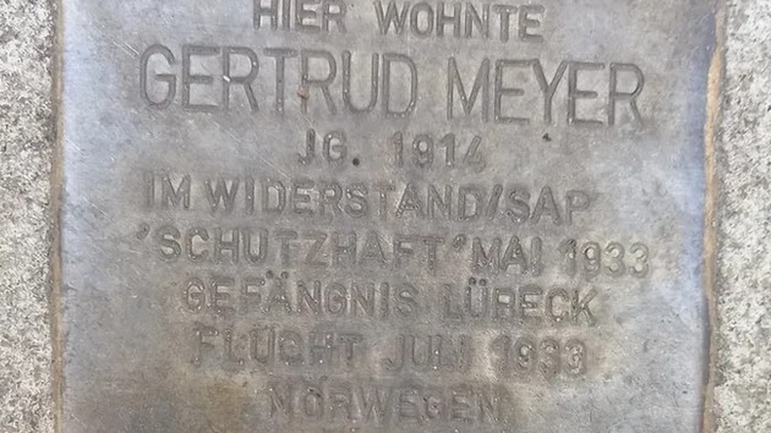 HIER WOHNTE
GERTRUD MEYER
JG. 1914
IM WIDERSTAND/SAP
'SCHUTZHAFT' MAI 1933
GEFÄNGNIS LÜBECK
FLUCHT JULI 1933
NORWEGEN